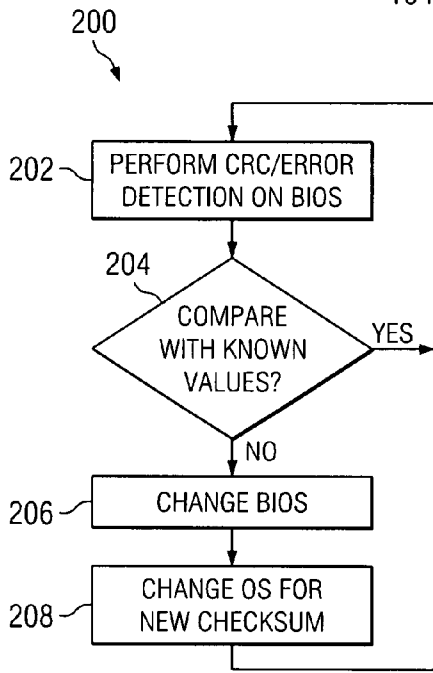 200
202
PERFORM CRC/ERROR
DETECTION ON BIOS
204
COMPARE
WITH KNOWN
VALUES?
YES
NO
206
CHANGE BIOS
208
CHANGE OS FOR
NEW CHECKSUM